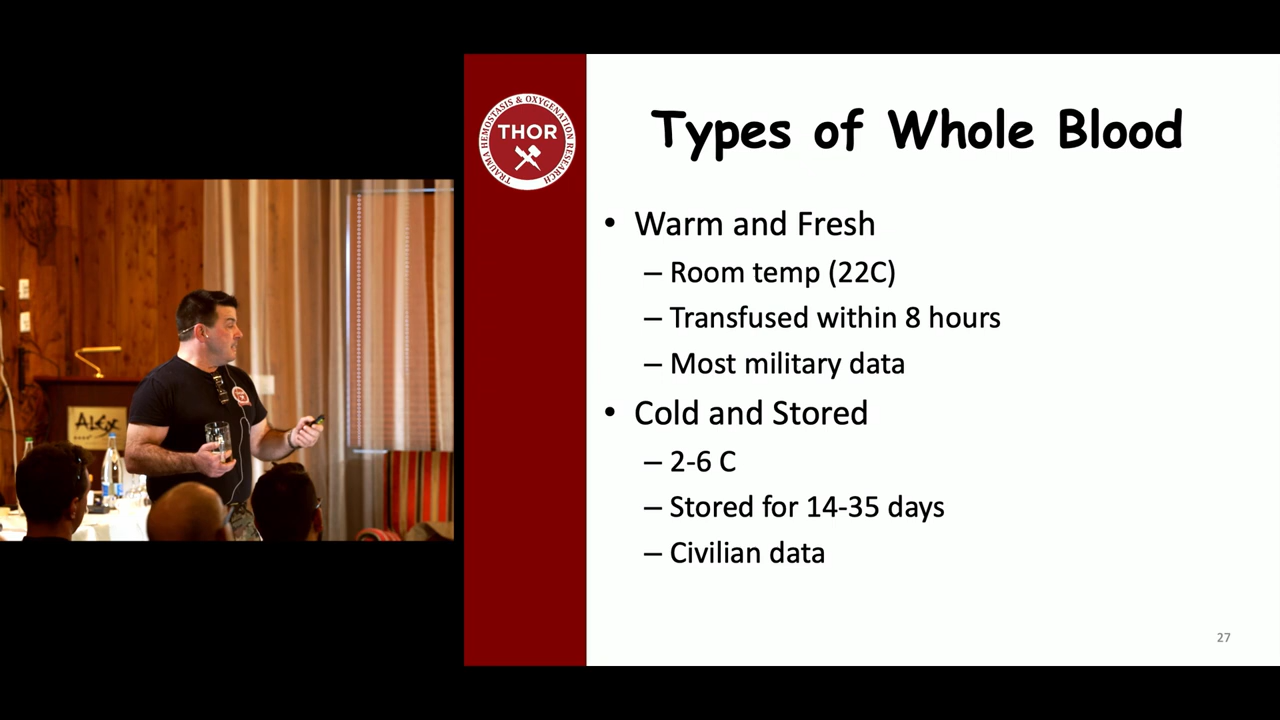 TRAUMA HEMOSTASIS & OXYGENATION RESEARCH
THOR
Types of Whole Blood
• Warm and Fresh
– Room temp (22C)
– Transfused within 8 hours
– Most military data
• Cold and Stored
– 2-6 C
– Stored for 14-35 days
– Civilian data
27
ALEX